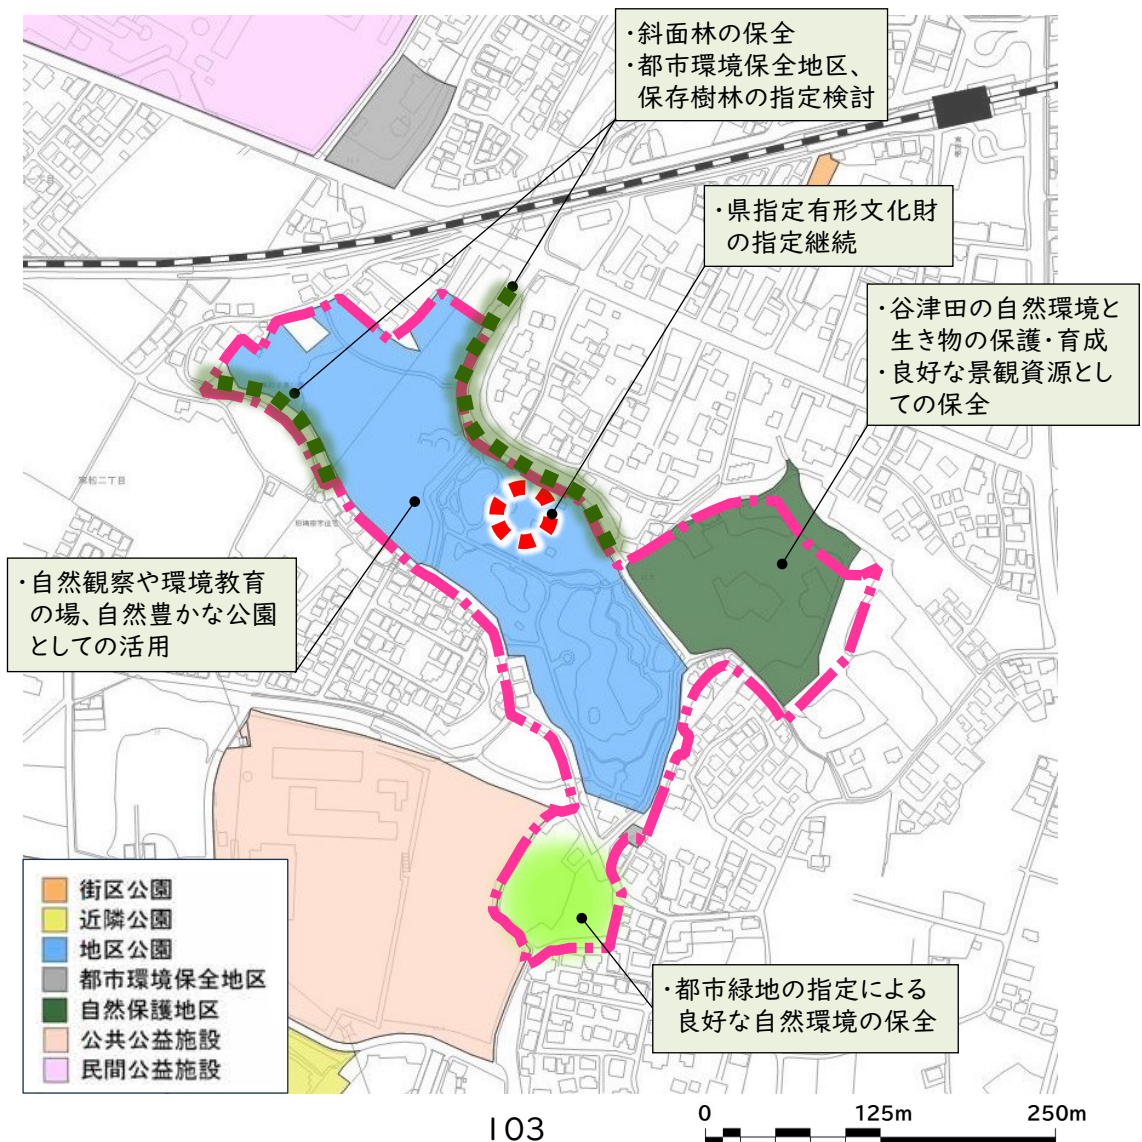 ・斜面林の保全
・都市環境保全地区、
保存樹林の指定検討
・県指定有形文化財
の指定継続
・谷津田の自然環境と
生き物の保護・育成
・良好な景観資源とし
ての保全
・自然観察や環境教育
の場、自然豊かな公園
としての活用
・都市緑地の指定による
良好な自然環境の保全
街区公園
近隣公園
地区公園
都市環境保全地区
自然保護地区
公共公益施設
民間公益施設
103
0 125m 250m